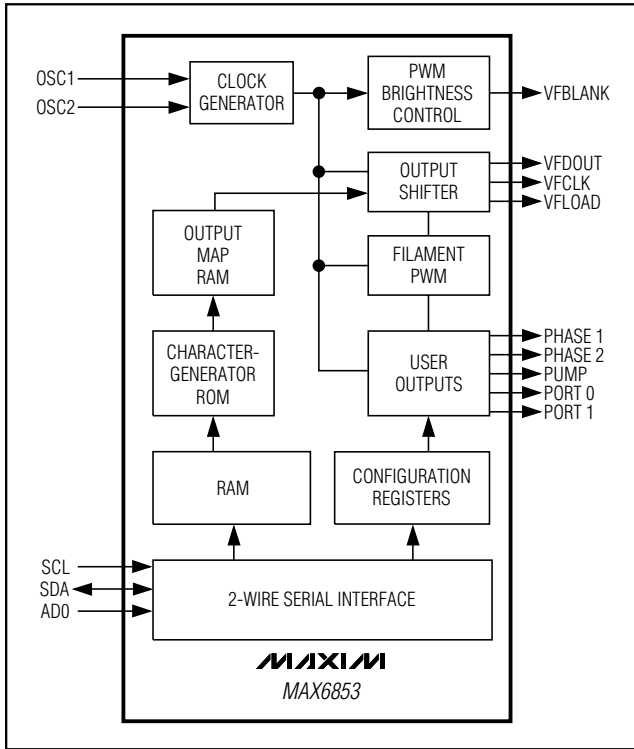 OSC1
OSC2
CLOCK
GENERATOR
PWM
BRIGHTNESS
CONTROL
VFBLANK
OUTPUT
SHIFTER
VFDOUT
VFCLK
VFLOAD
OUTPUT
MAP
RAM
FILAMENT
PWM
CHARACTER-
GENERATOR
ROM
USER
OUTPUTS
PHASE 1
PHASE 2
PUMP
PORT 0
PORT 1
RAM
CONFIGURATION
REGISTERS
SCL
SDA
AD0
2-WIRE SERIAL INTERFACE
MAXIM
MAX6853